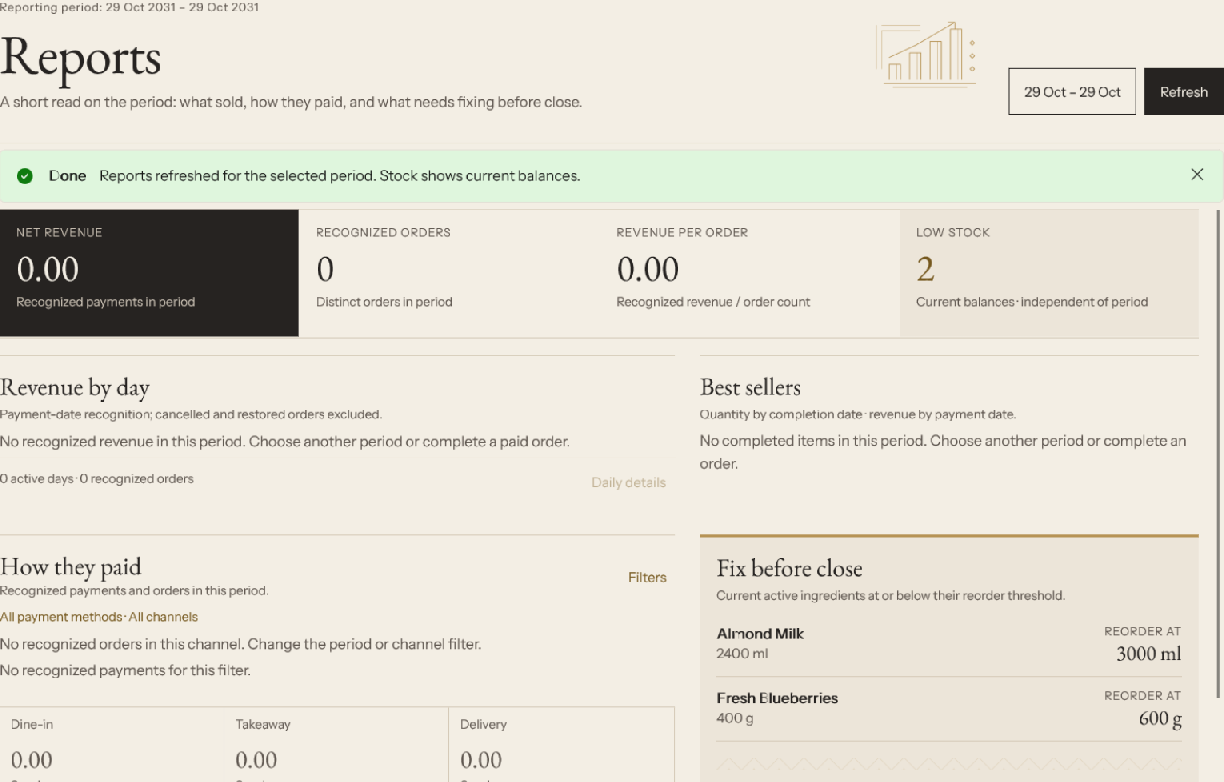 Reporting period: 29 Oct 2031 – 29 Oct 2031
Reports
A short read on the period: what sold, how they paid, and what needs fixing before close.
29 Oct – 29 Oct
Refresh
Done Reports refreshed for the selected period. Stock shows current balances.
NET REVENUE
0.00
Recognized payments in period
RECOGNIZED ORDERS
0
Distinct orders in period
REVENUE PER ORDER
0.00
Recognized revenue / order count
LOW STOCK
2
Current balances · independent of period
Revenue by day
Payment-date recognition; cancelled and restored orders excluded.
No recognized revenue in this period. Choose another period or complete a paid order.
0 active days · 0 recognized orders
Daily details
Best sellers
Quantity by completion date · revenue by payment date.
No completed items in this period. Choose another period or complete an
order.
How they paid
Recognized payments and orders in this period.
Filters
All payment methods · All channels
No recognized orders in this channel. Change the period or channel filter.
No recognized payments for this filter.
Dine-in
0.00
Takeaway
0.00
Delivery
0.00
Fix before close
Current active ingredients at or below their reorder threshold.
Almond Milk
2400 ml
REORDER AT
3000 ml
Fresh Blueberries
400 g
REORDER AT
600 g